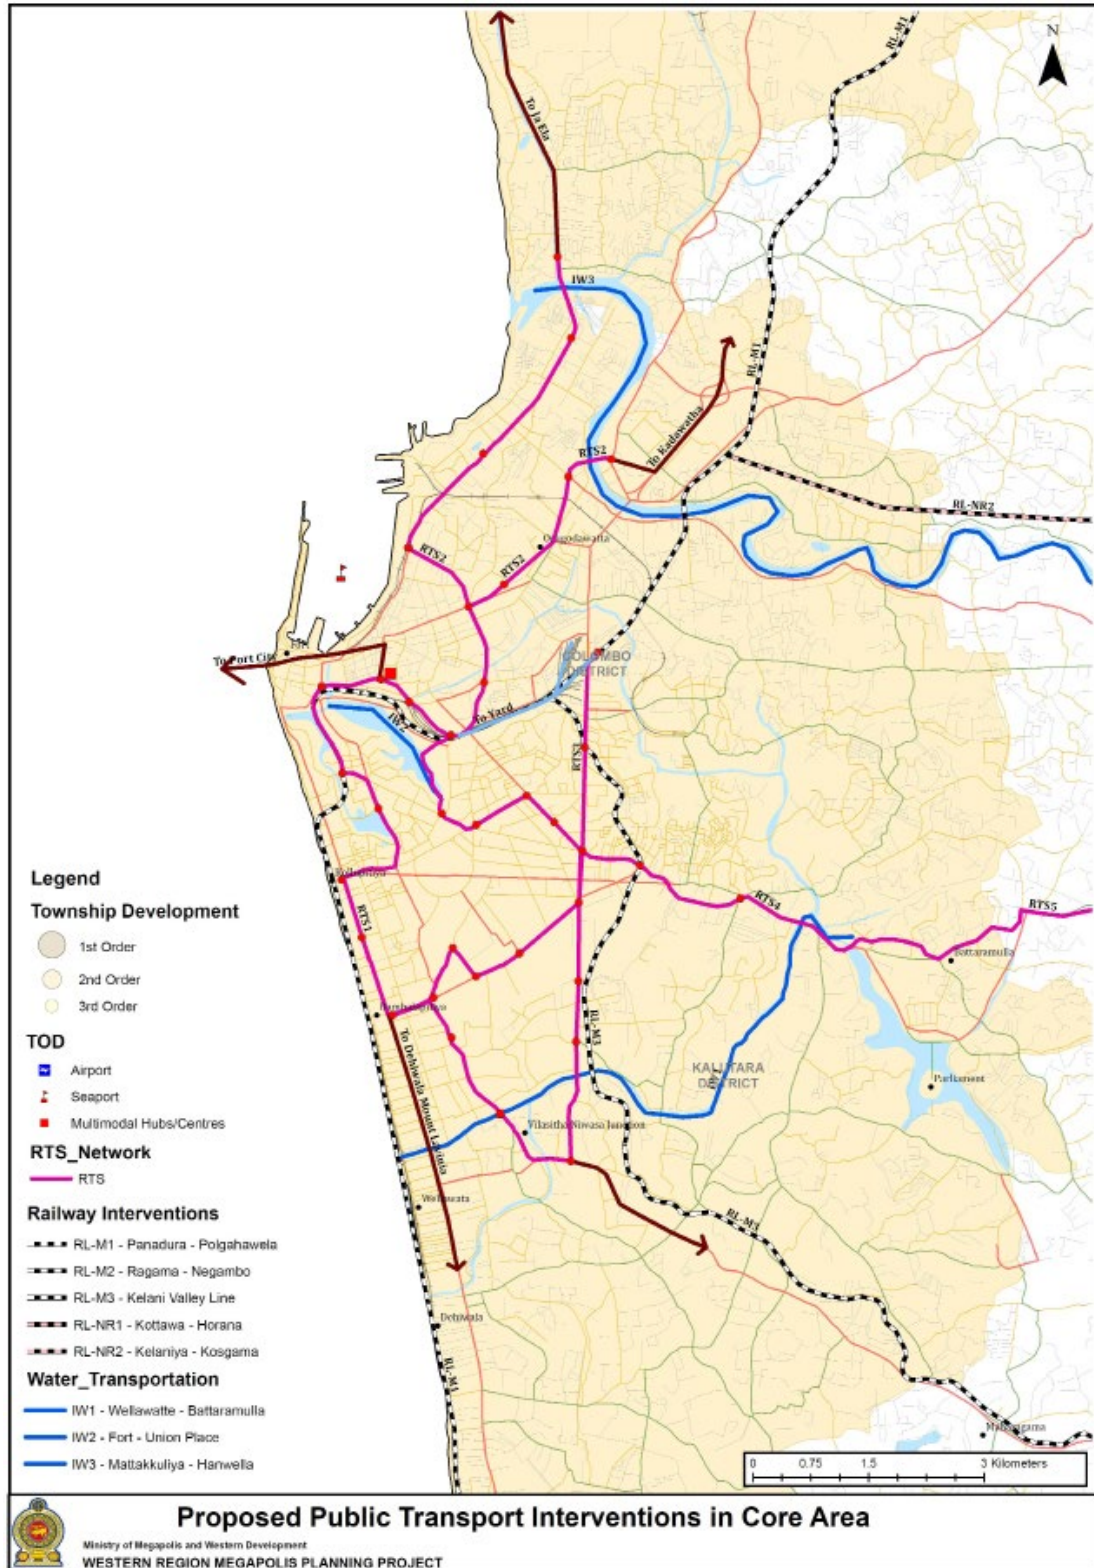 N
RL-M1
To Ja Ela
IW3
RL-M1
To Kadawatha
RTS2
RL-NR2
RTS2
Orugodawatta
RTS2
To Port City
COLOMBO
DISTRICT
To Yard
IW2
RTS3
Kollupitiya
RTS4
RTS5
RTS1
Battaramulla
Bambalapitiya
RL-M3
KALUTARA
DISTRICT
Parliament
To Dehiwala Mount Lavinia
Vilasitha Niwasa Junction
Wellawata
RL-M3
Dehiwala
RL-M1
Maharagama
Legend
Township Development
1st Order
2nd Order
3rd Order
TOD
Airport
Seaport
Multimodal Hubs/Centres
RTS_Network
RTS
Railway Interventions
RL-M1 - Panadura - Polgahawela
RL-M2 - Ragama - Negambo
RL-M3 - Kelani Valley Line
RL-NR1 - Kottawa - Horana
RL-NR2 - Kelaniya - Kosgama
Water_Transportation
IW1 - Wellawatte - Battaramulla
IW2 - Fort - Union Place
IW3 - Mattakkuliya - Hanwella
0 0.75 1.5 3 Kilometers
Proposed Public Transport Interventions in Core Area
Ministry of Megapolis and Western Development
WESTERN REGION MEGAPOLIS PLANNING PROJECT